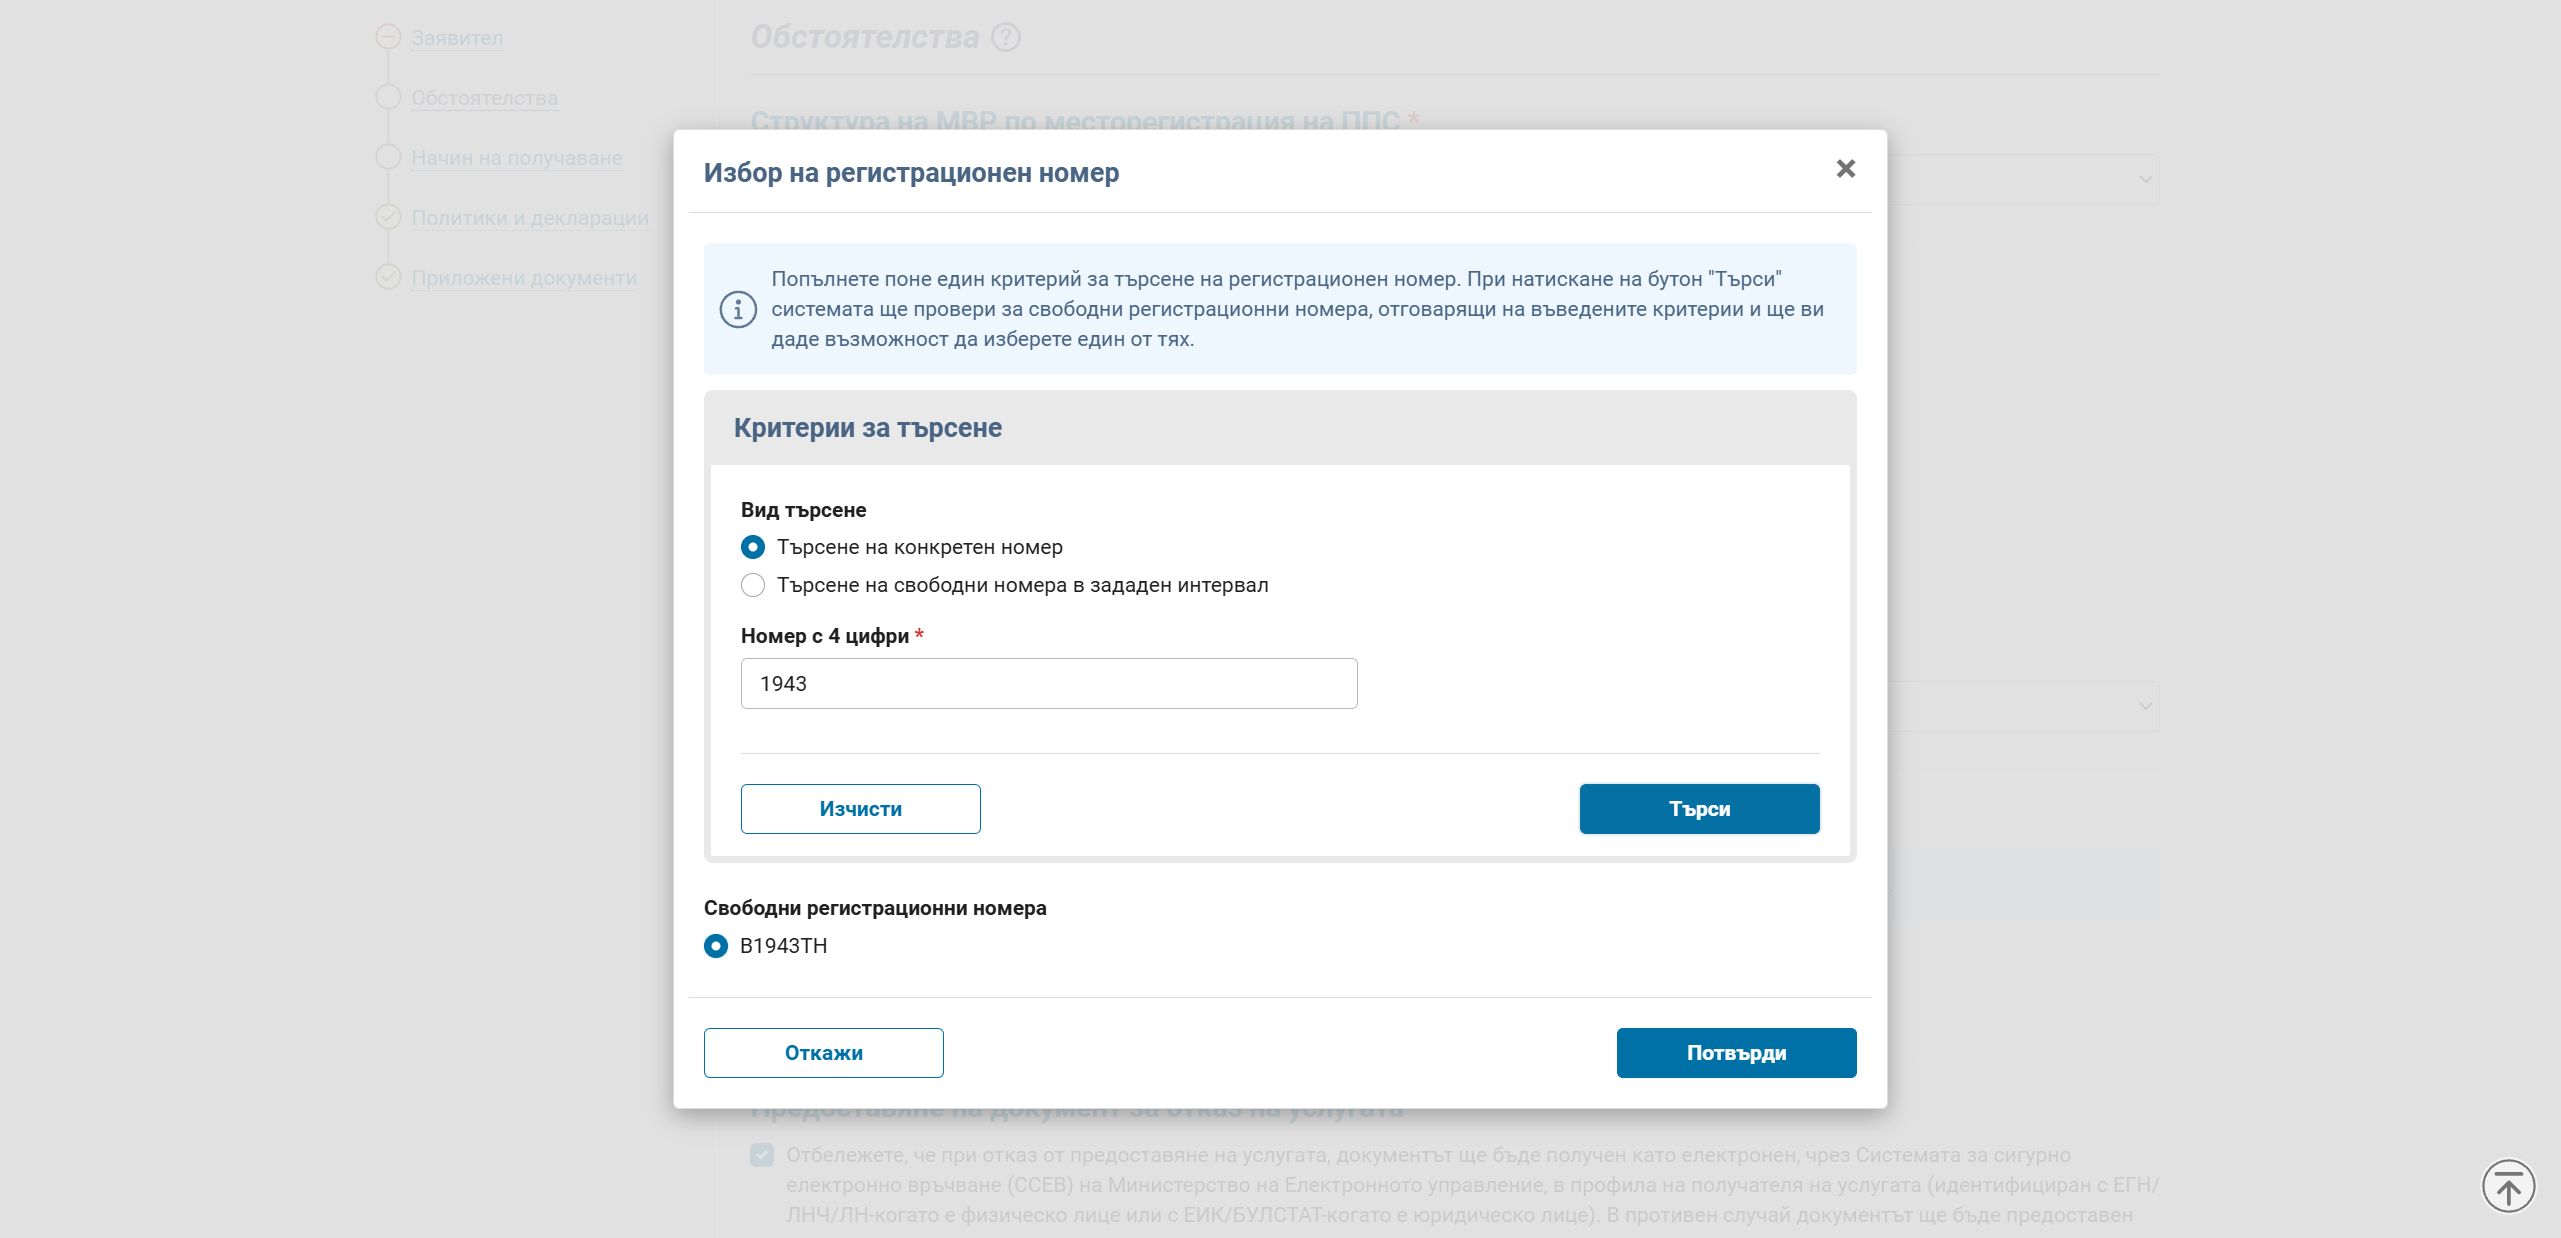 Заявител
Обстоятелства
Начин на получаване
Политики и декларации
Приложени документи
Обстоятелства ?
Структура на МВР по месторегистрация на ППС *
Избор на регистрационен номер
Попълнете поне един критерий за търсене на регистрационен номер. При натискане на бутон "Търси"
системата ще провери за свободни регистрационни номера, отговарящи на въведените критерии и ще ви
даде възможност да изберете един от тях.
Критерии за търсене
Вид търсене
Търсене на конкретен номер
Търсене на свободни номера в зададен интервал
Номер с 4 цифри *
1943
Изчисти
Търси
Свободни регистрационни номера
B1943TH
Откажи
Потвърди
Предоставяне на документ за отказ на услугата
Отбележете, че при отказ от предоставяне на услугата, документът ще бъде получен като електронен, чрез Системата за сигурно
електронно връчване (ССЕВ) на Министерство на Електронното управление, в профила на получателя на услугата (идентифициран с ЕГН/
ЛНЧ/ЛН-когато е физическо лице или с ЕИК/БУЛСТАТ-когато е юридическо лице). В противен случай документът ще бъде предоставен